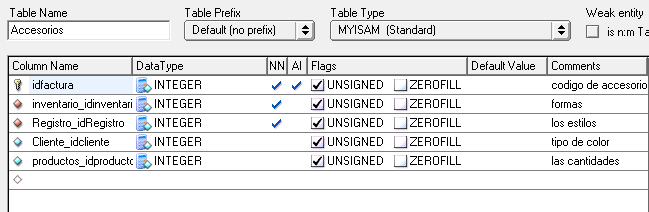 Table Name Table Prefix Table Type Weak entity
Accesorios Default (no prefix) MYISAM (Standard) is n:m Ta
Column Name DataType NN AI Flags Default Value Comments
idfactura INTEGER UNSIGNED ZEROFILL codigo de accesorio
inventario_idinventari INTEGER UNSIGNED ZEROFILL formas
Registro_idRegistro INTEGER UNSIGNED ZEROFILL los estilos
Cliente_idcliente INTEGER UNSIGNED ZEROFILL tipo de color
productos_idproducto INTEGER UNSIGNED ZEROFILL las cantidades